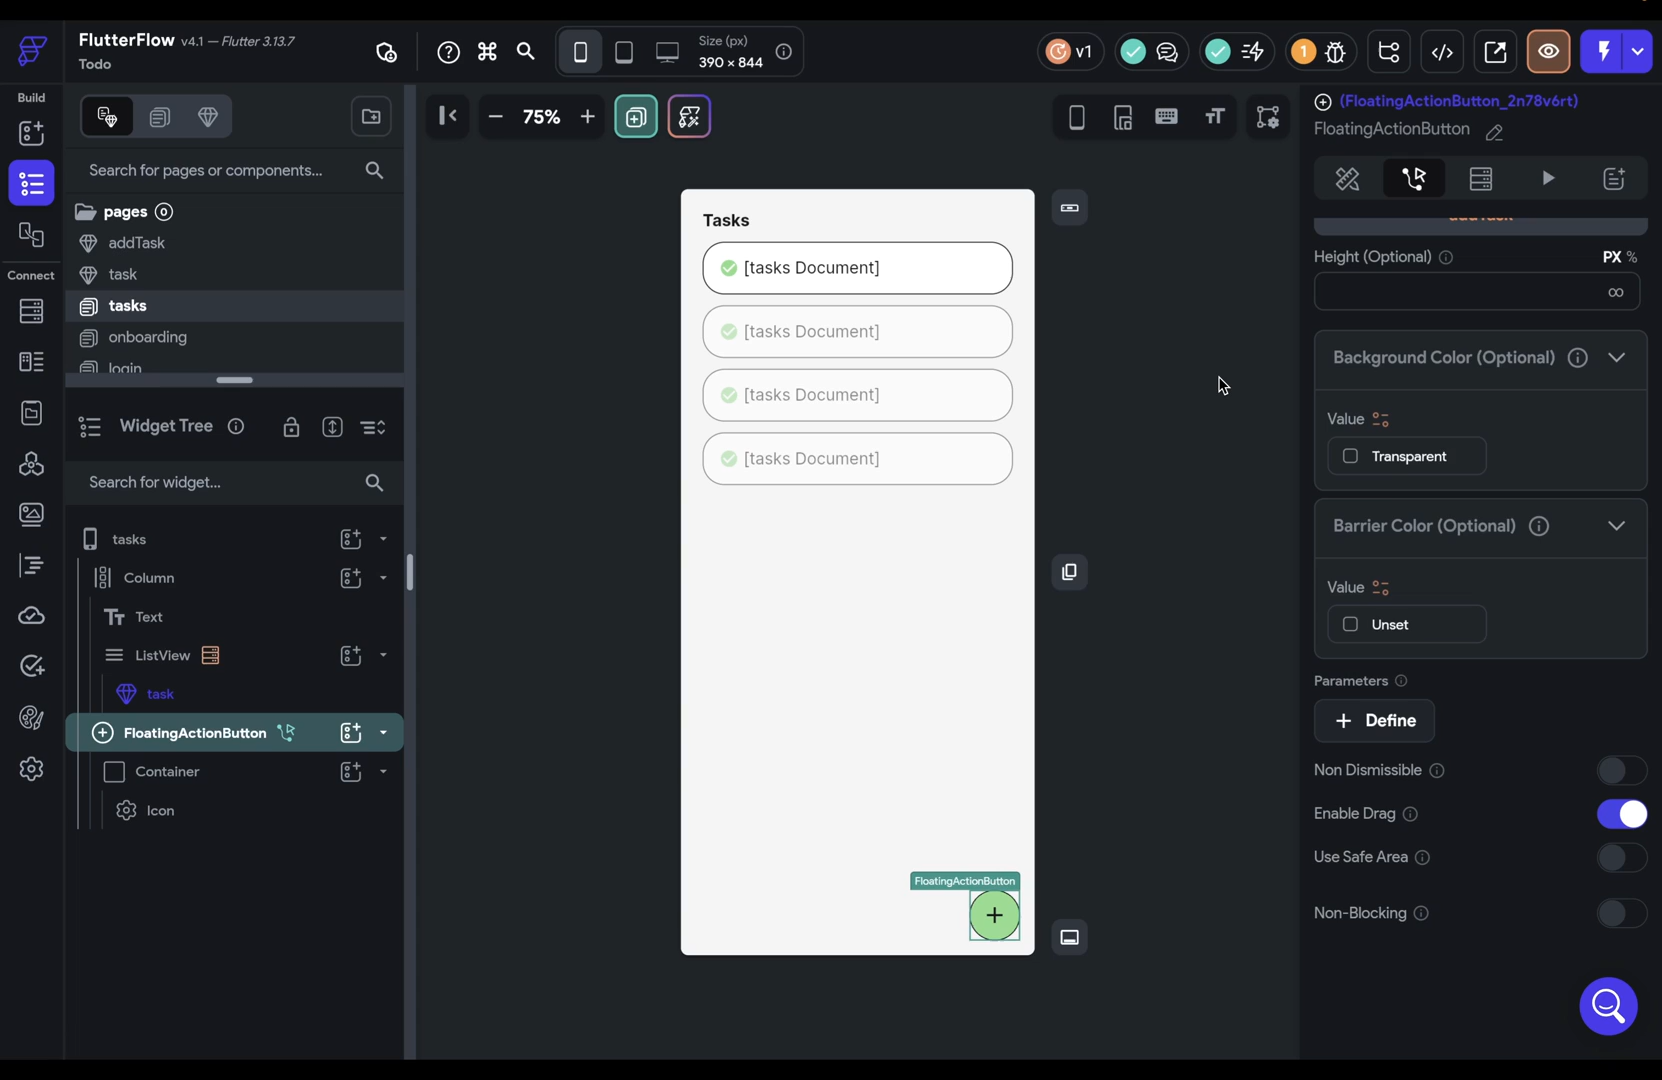 FlutterFlow v4.1 — Flutter 3.13.7
Todo
Size (px)
390 × 844
v1
1
Build
Connect
Search for pages or components...
pages 0
addTask
task
tasks
onboarding
login
Widget Tree
Search for widget...
tasks
Column
Text
ListView
task
FloatingActionButton
Container
Icon
75%
Tasks
[tasks Document]
[tasks Document]
[tasks Document]
[tasks Document]
FloatingActionButton
(FloatingActionButton_2n78v6rt)
FloatingActionButton
addTask
Height (Optional)
PX %
∞
Background Color (Optional)
Value
Transparent
Barrier Color (Optional)
Value
Unset
Parameters
+ Define
Non Dismissible
Enable Drag
Use Safe Area
Non-Blocking